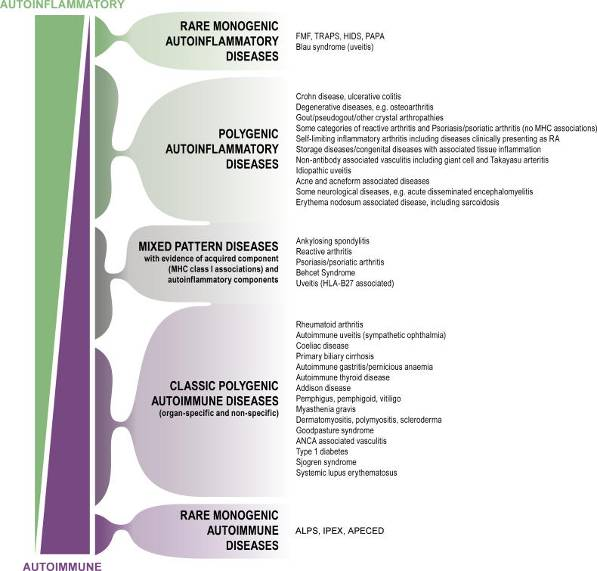 AUTOINFLAMMATORY
RARE MONOGENIC
AUTOINFLAMMATORY
DISEASES
FMF, TRAPS, HIDS, PAPA
Blau syndrome (uveitis)
POLYGENIC
AUTOINFLAMMATORY
DISEASES
Crohn disease, ulcerative colitis
Degenerative diseases, e.g. osteoarthritis
Gout/pseudogout/other crystal arthropathies
Some categories of reactive arthritis and Psoriasis/psoriatic arthritis (no MHC associations)
Self-limiting inflammatory arthritis including diseases clinically presenting as RA
Storage diseases/congenital diseases with associated tissue inflammation
Non-antibody associated vasculitis including giant cell and Takayasu arteritis
Idiopathic uveitis
Acne and acneform associated diseases
Some neurological diseases, e.g. acute disseminated encephalomyelitis
Erythema nodosum associated disease, including sarcoidosis
MIXED PATTERN DISEASES
with evidence of acquired component
(MHC class I associations) and
autoinflammatory components
Ankylosing spondylitis
Reactive arthritis
Psoriasis/psoriatic arthritis
Behcet Syndrome
Uveitis (HLA-B27 associated)
CLASSIC POLYGENIC
AUTOIMMUNE DISEASES
(organ-specific and non-specific)
Rheumatoid arthritis
Autoimmune uveitis (sympathetic ophthalmia)
Coeliac disease
Primary biliary cirrhosis
Autoimmune gastritis/pernicious anaemia
Autoimmune thyroid disease
Addison disease
Pemphigus, pemphigoid, vitiligo
Myasthenia gravis
Dermatomyositis, polymyositis, scleroderma
Goodpasture syndrome
ANCA associated vasculitis
Type 1 diabetes
Sjogren syndrome
Systemic lupus erythematosus
RARE MONOGENIC
AUTOIMMUNE
DISEASES
ALPS, IPEX, APECED
AUTOIMMUNE